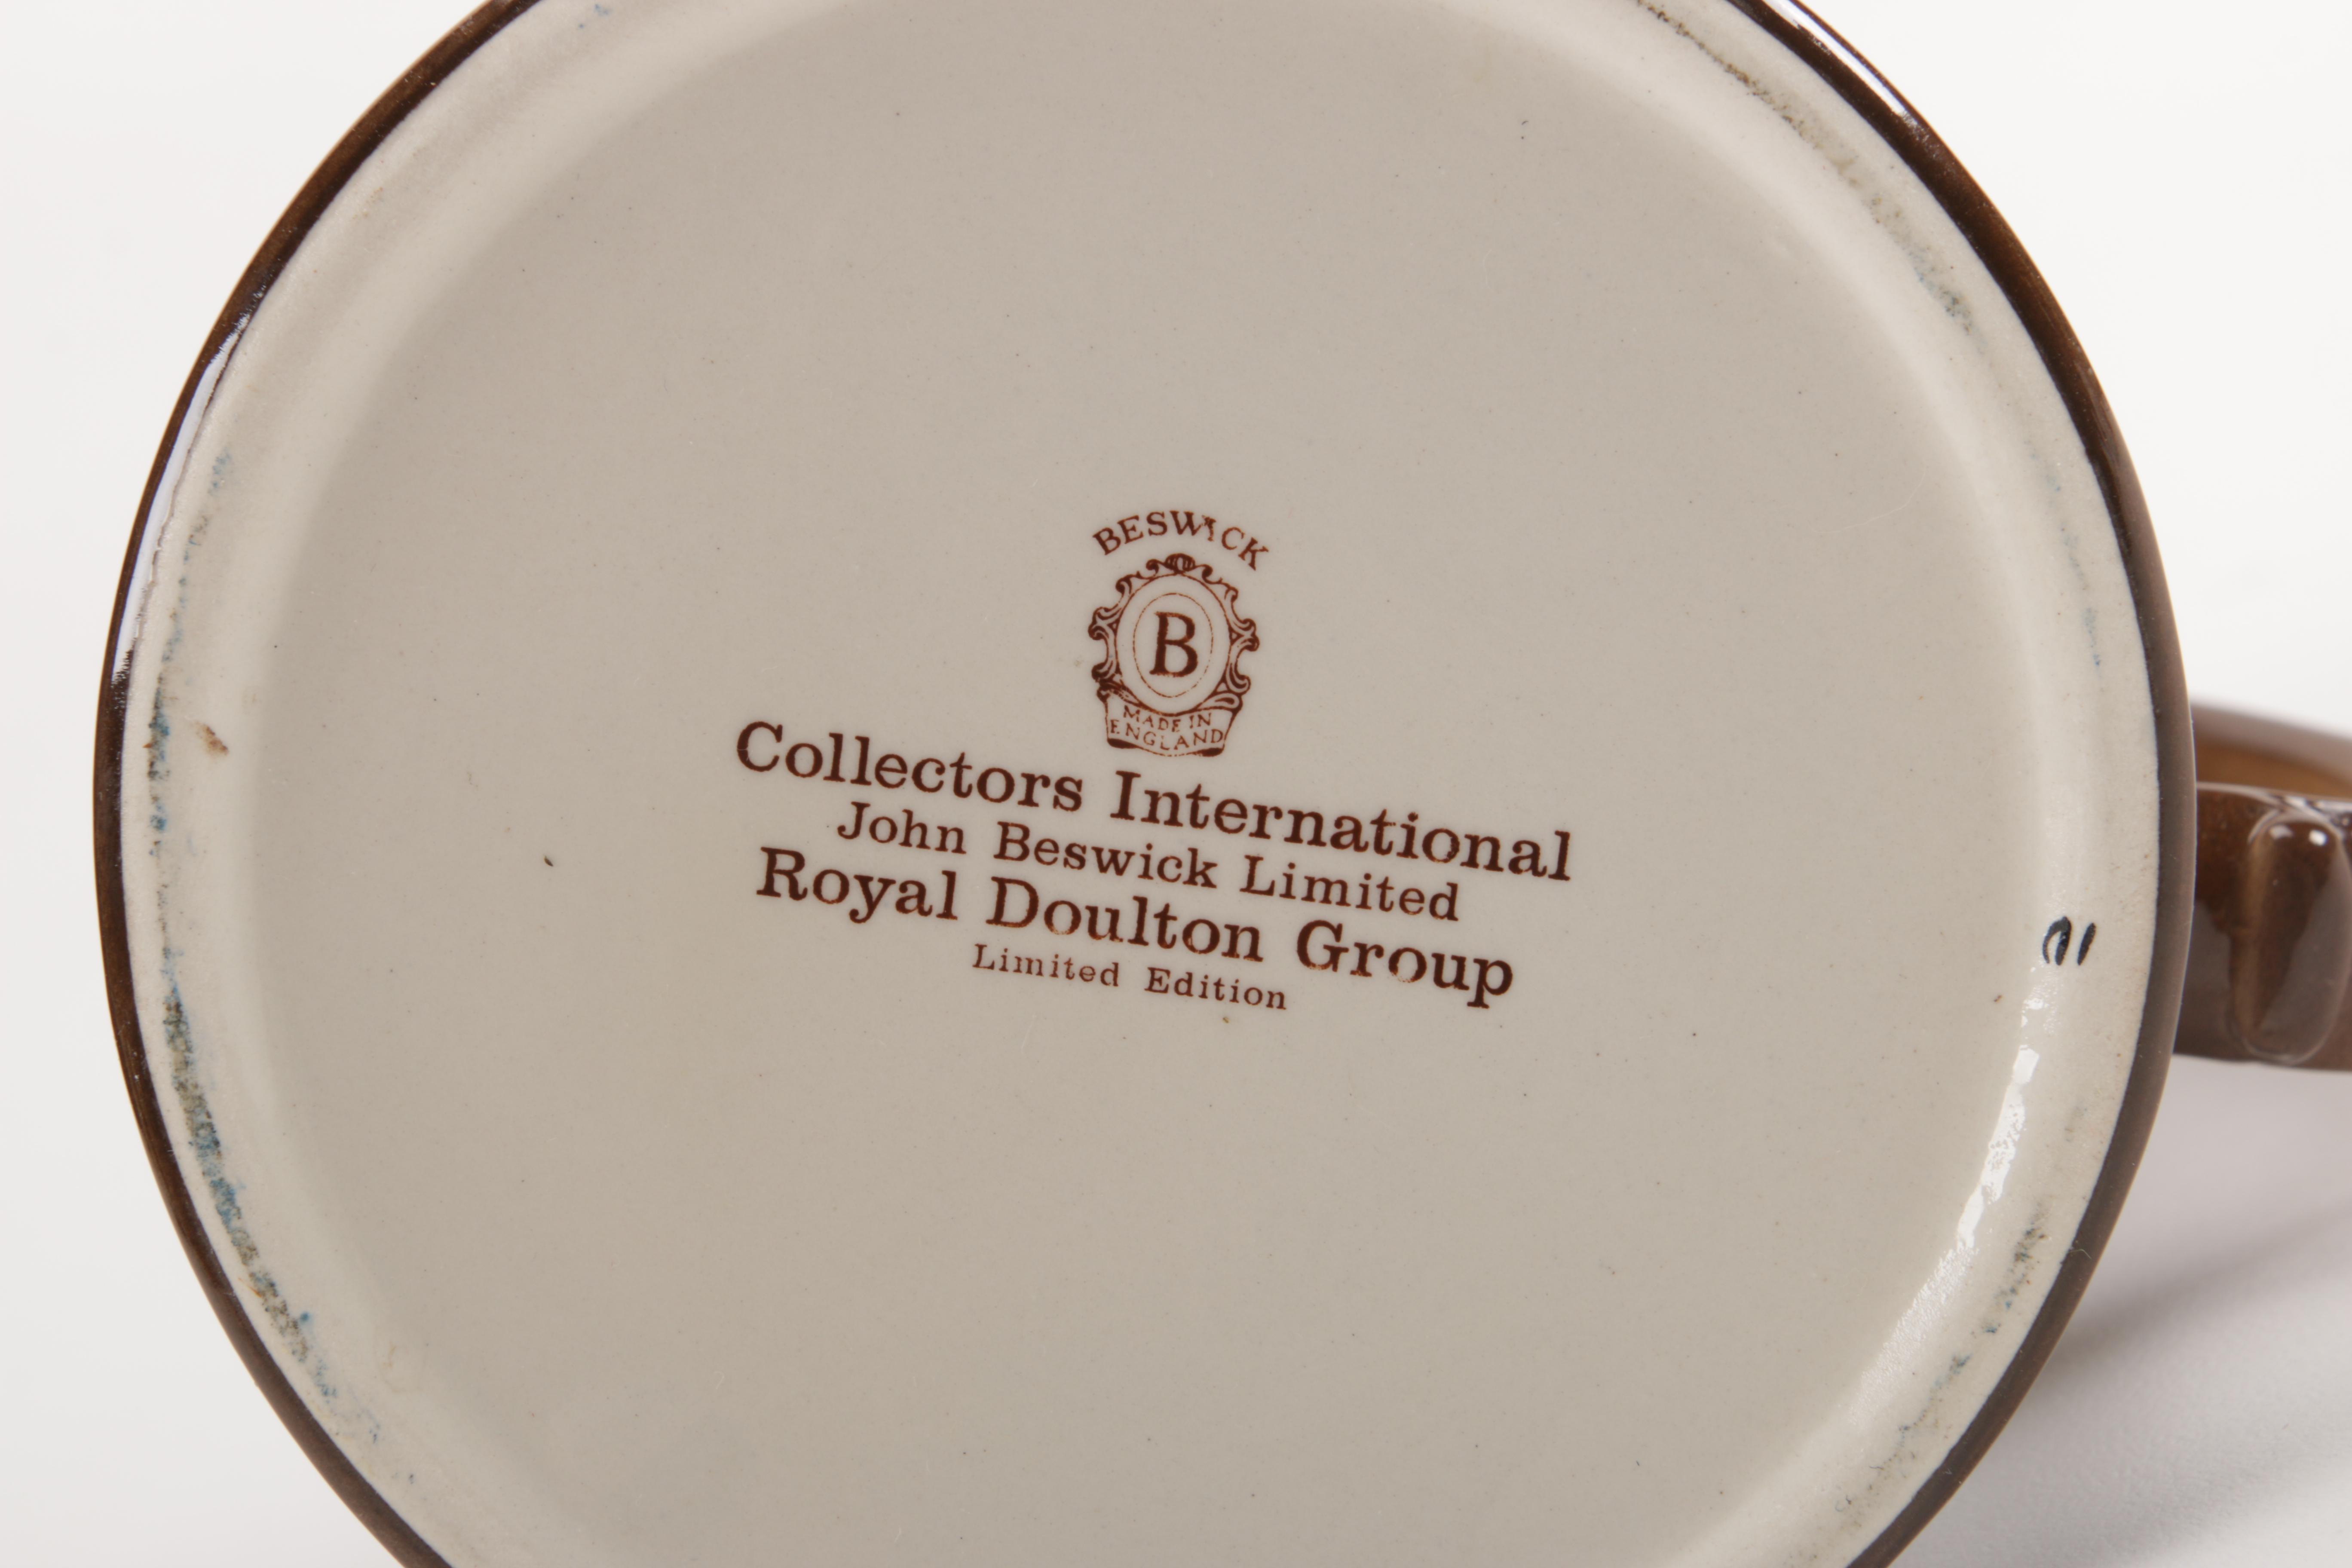 BESWICK
B
MADE IN
ENGLAND
Collectors International
John Beswick Limited
Royal Doulton Group
Limited Edition